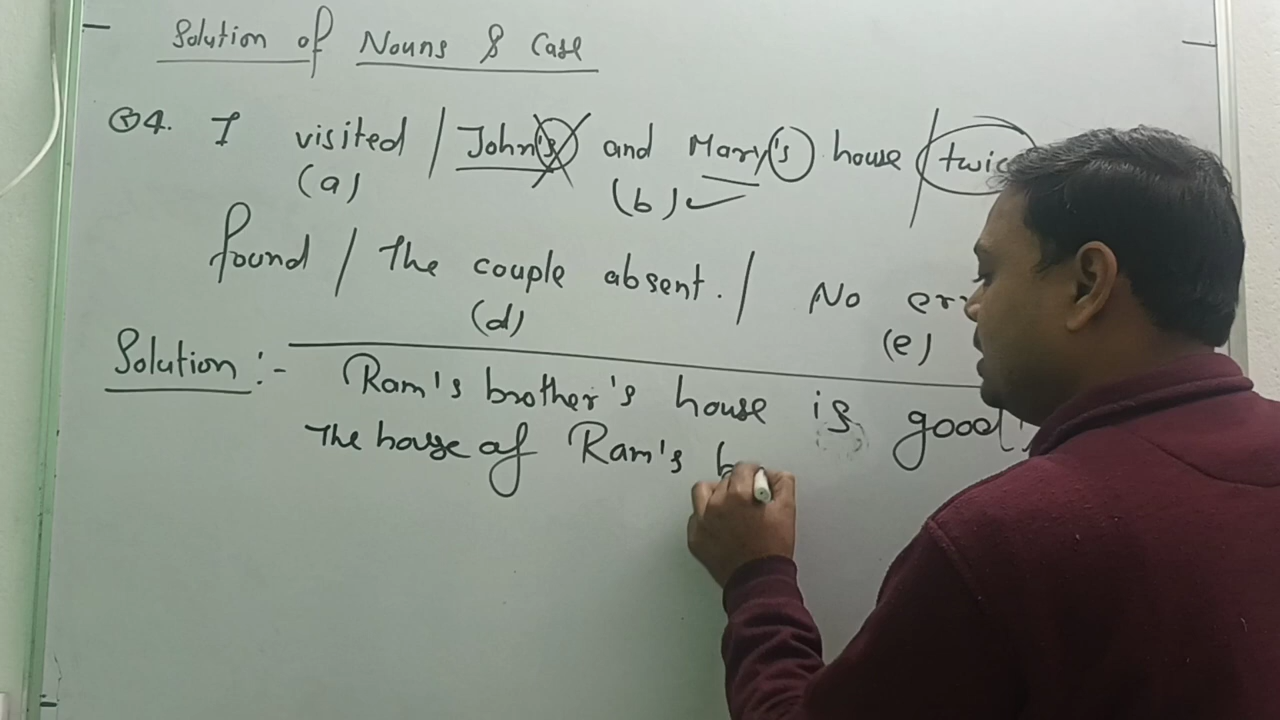 Solution of Nouns & Case
Q4. I visited / John's and Mary's house / twice
(a) (b)
found / the couple absent. / No err
(d) (e)
Solution :- Ram's brother's house is good.
The house of Ram's b